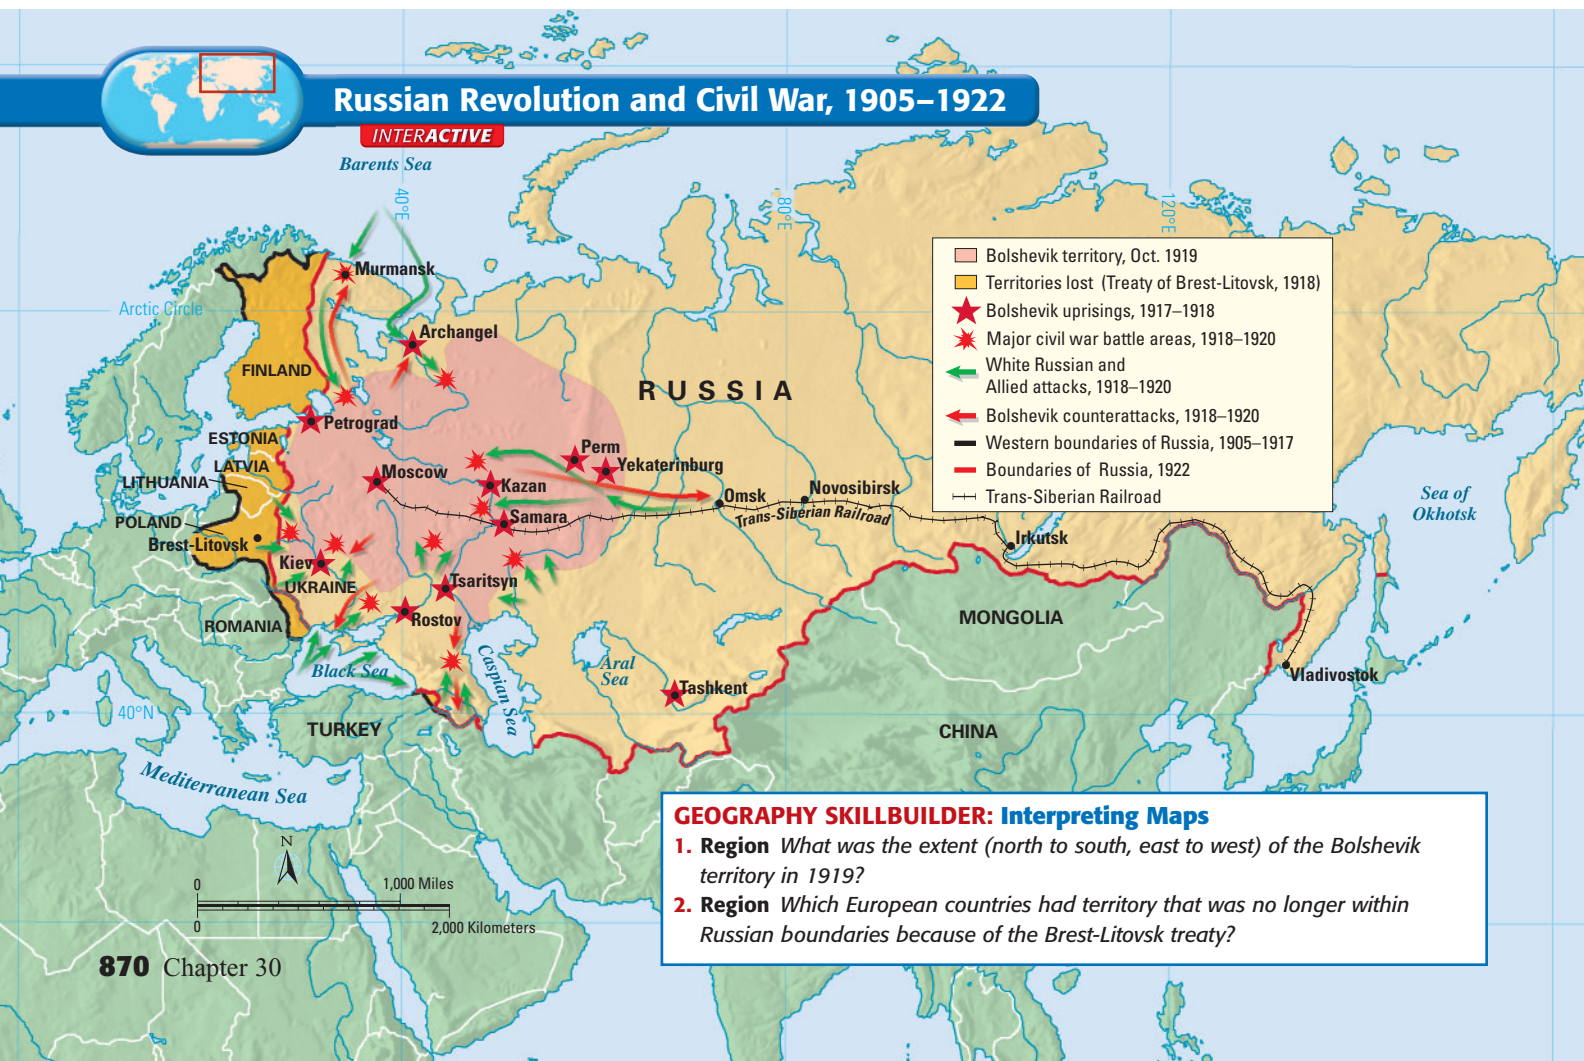 Russian Revolution and Civil War, 1905–1922
INTERACTIVE
Barents Sea
40°E
80°E
120°E
Murmansk
Arctic Circle
Archangel
FINLAND
RUSSIA
Petrograd
ESTONIA
LATVIA
LITHUANIA
POLAND
Brest-Litovsk
Moscow
Kazan
Perm
Yekaterinburg
Samara
Omsk
Novosibirsk
Trans-Siberian Railroad
Irkutsk
Sea of
Okhotsk
Kiev
UKRAINE
Tsaritsyn
Rostov
ROMANIA
Black Sea
Caspian Sea
Aral
Sea
Tashkent
MONGOLIA
Vladivostok
40°N
TURKEY
CHINA
Mediterranean Sea
Bolshevik territory, Oct. 1919
Territories lost (Treaty of Brest-Litovsk, 1918)
Bolshevik uprisings, 1917–1918
Major civil war battle areas, 1918–1920
White Russian and
Allied attacks, 1918–1920
Bolshevik counterattacks, 1918–1920
Western boundaries of Russia, 1905–1917
Boundaries of Russia, 1922
Trans-Siberian Railroad
N
0 1,000 Miles
0 2,000 Kilometers
GEOGRAPHY SKILLBUILDER: Interpreting Maps
1. Region What was the extent (north to south, east to west) of the Bolshevik
territory in 1919?
2. Region Which European countries had territory that was no longer within
Russian boundaries because of the Brest-Litovsk treaty?
870 Chapter 30